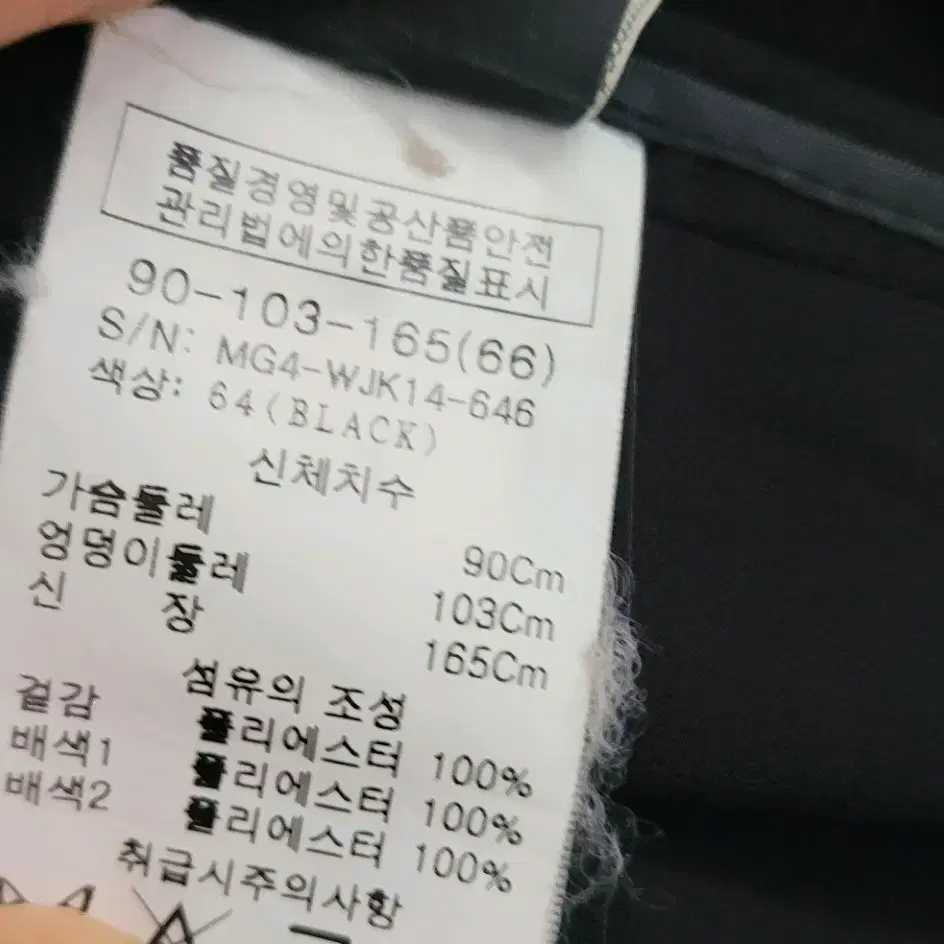 품질경영및공산품안전
관리법에의한품질표시
90-103-165(66)
S/N: MG4-WJK14-646
색상: 64(BLACK)
신체치수
가슴둘레 90Cm
엉덩이둘레 103Cm
신 장 165Cm
섬유의 조성
겉감 폴리에스터 100%
배색1 폴리에스터 100%
배색2 폴리에스터 100%
취급시주의사항